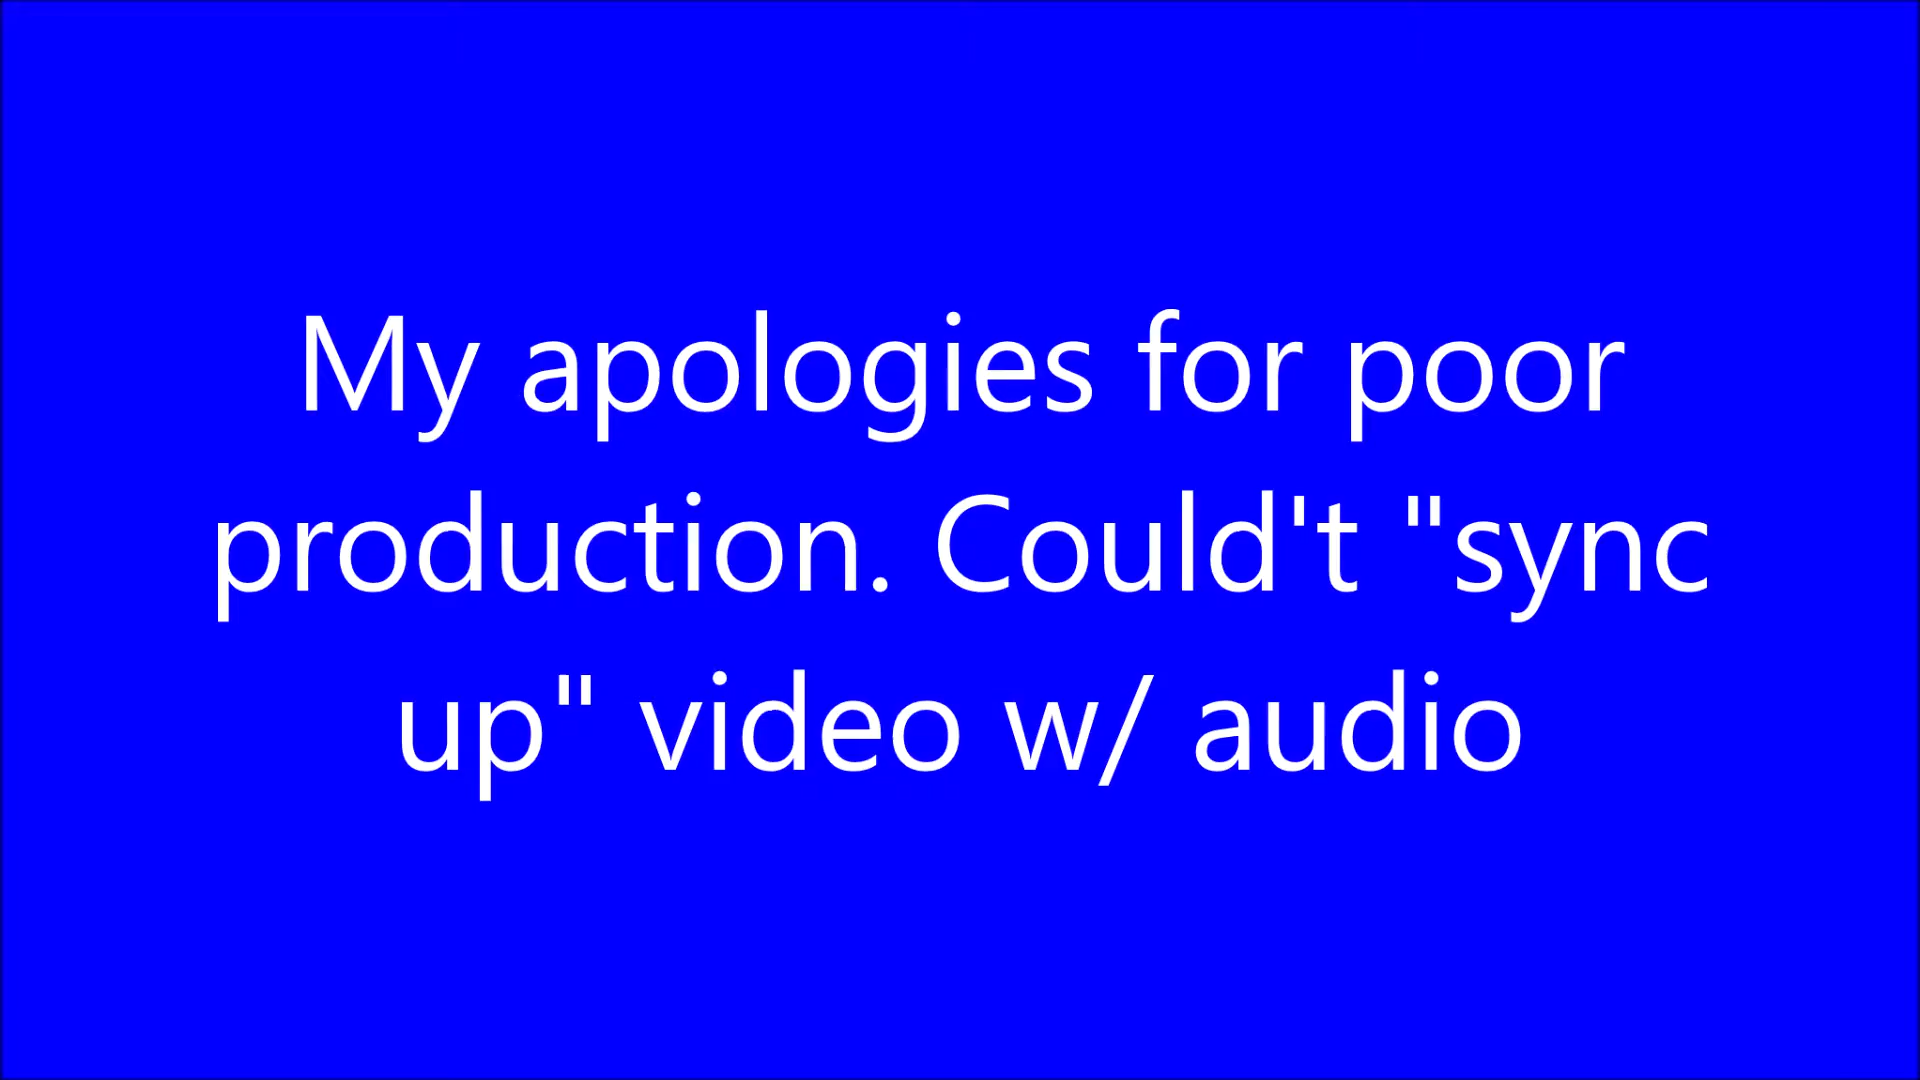 My apologies for poor
production. Could't "sync
up" video w/ audio